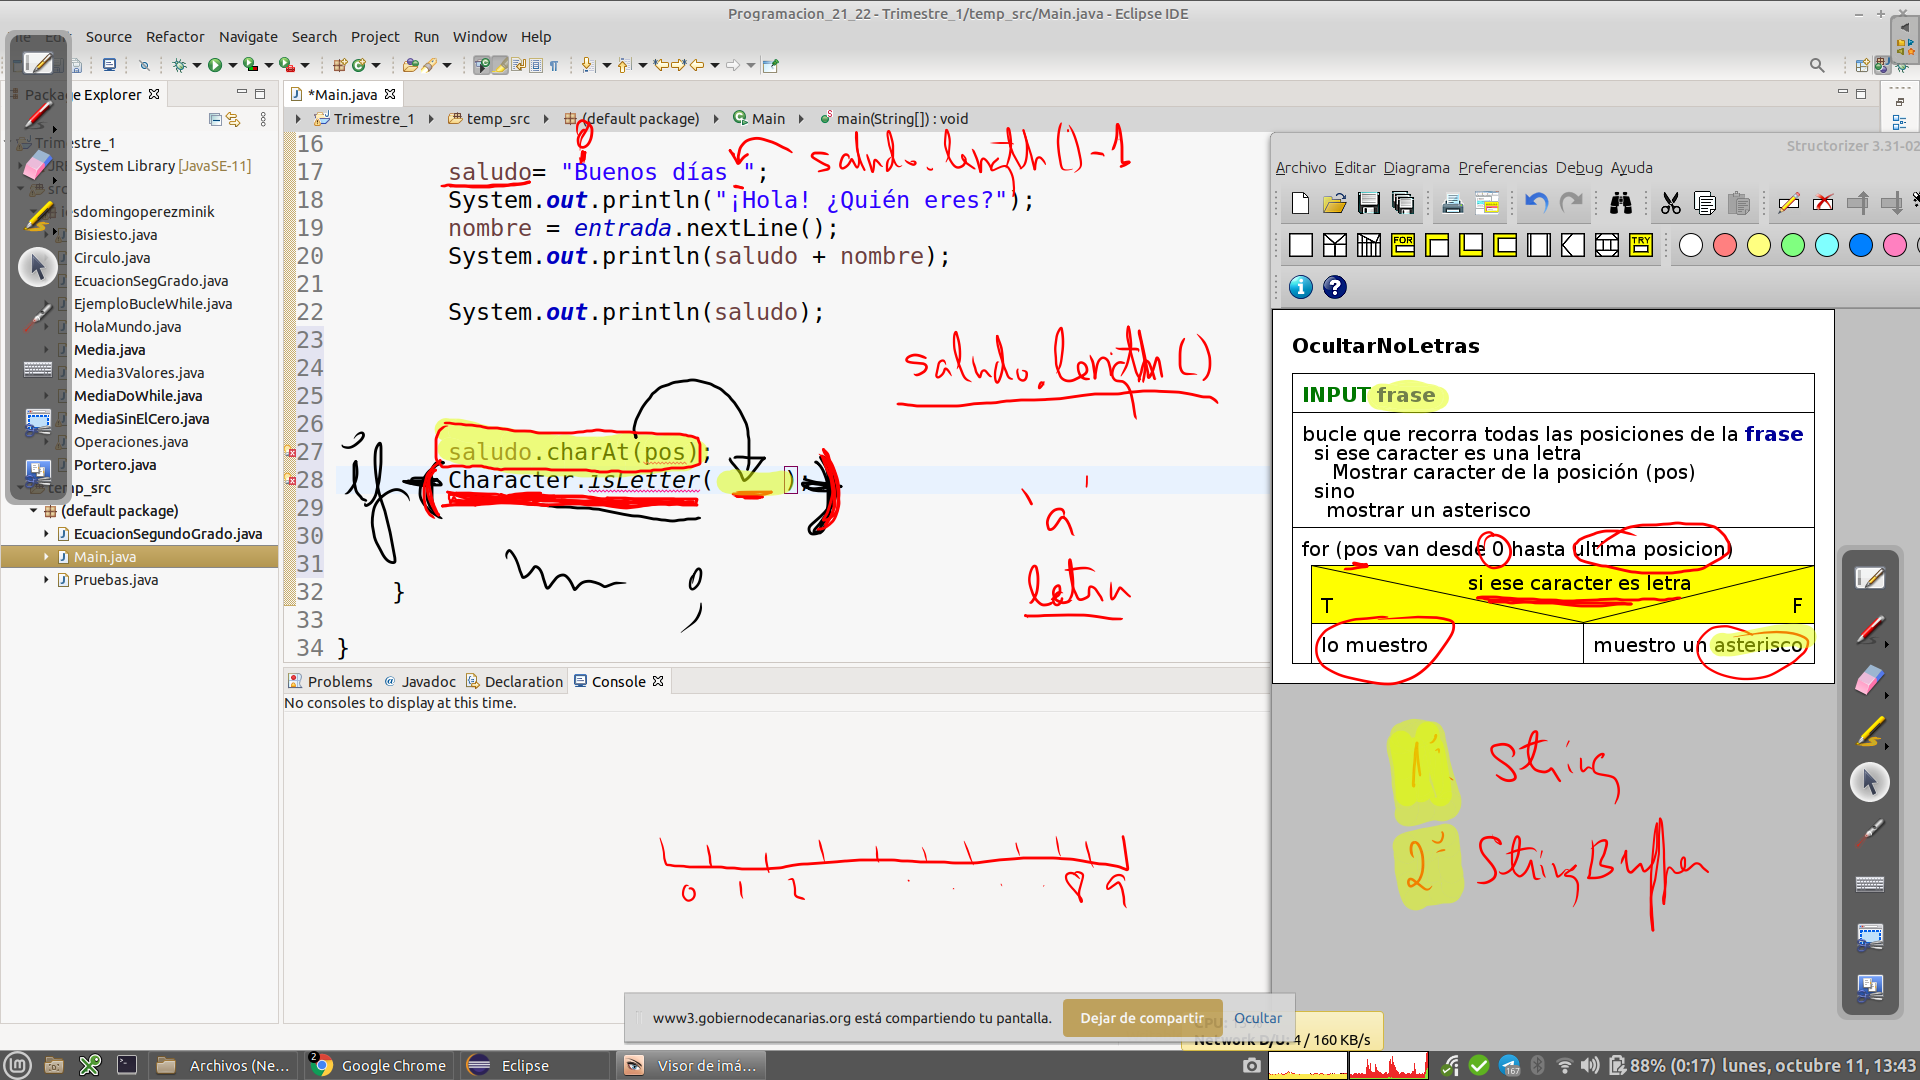 Programacion_21_22 - Trimestre_1/temp_src/Main.java - Eclipse IDE
Source Refactor Navigate Search Project Run Window Help
Package Explorer
*Main.java
Trimestre_1 temp_src (default package) Main main(String[]) : void
Trimestre_1
System Library [JavaSE-11]
src
iesdomingoperezminik
Bisiesto.java
Circulo.java
EcuacionSegGrado.java
EjemploBucleWhile.java
HolaMundo.java
Media.java
Media3Valores.java
MediaDoWhile.java
MediaSinElCero.java
Operaciones.java
Portero.java
temp_src
(default package)
EcuacionSegundoGrado.java
Main.java
Pruebas.java
0
saludo.length()-1
16
17 saludo= "Buenos días ";
18 System.out.println("¡Hola! ¿Quién eres?");
19 nombre = entrada.nextLine();
20 System.out.println(saludo + nombre);
21
22 System.out.println(saludo);
23
24
25
26
27 saludo.charAt(pos);
28 Character.isLetter( );
29
30
31
32 }
33
34 }
saludo.length()
if
' a '
letra
;
Problems Javadoc Declaration Console
No consoles to display at this time.
0 1 2 . . . . 8 9
Structorizer 3.31-02
Archivo Editar Diagrama Preferencias Debug Ayuda
FOR
TRY
OcultarNoLetras
INPUT frase
bucle que recorra todas las posiciones de la frase
si ese caracter es una letra
Mostrar caracter de la posición (pos)
sino
mostrar un asterisco
for (pos van desde 0 hasta ultima posicion)
si ese caracter es letra
T F
lo muestro muestro un asterisco
1º String
2º StringBuffer
www3.gobiernodecanarias.org está compartiendo tu pantalla. Dejar de compartir Ocultar
Network D/U: 4 / 160 KB/s
Archivos (Ne...
2
Google Chrome
Eclipse
Visor de imá...
167
88% (0:17) lunes, octubre 11, 13:43